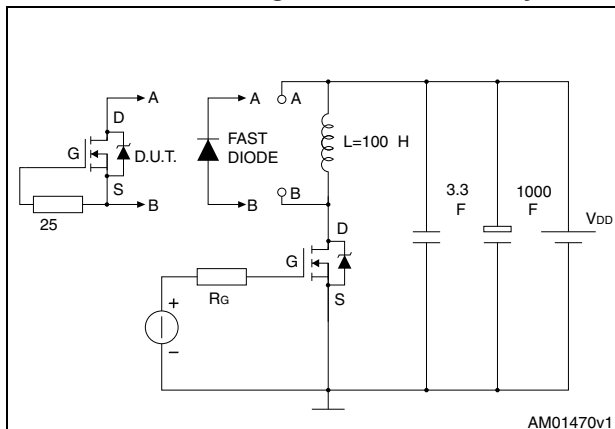 A
D
G
D.U.T.
S
B
25
A
FAST
DIODE
B
A
L=100 H
B
D
G
S
RG
+
–
3.3
F
1000
F
VDD
AM01470v1